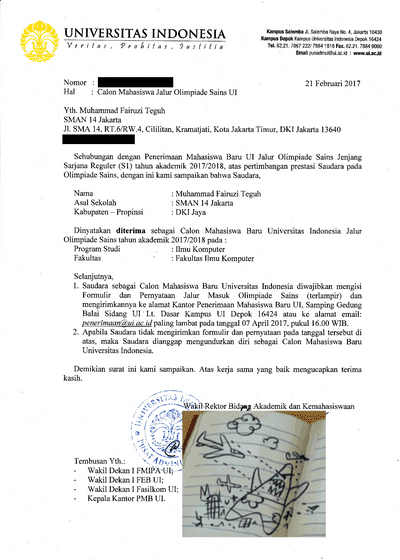 UNIVERSITAS INDONESIA
Veritas, Probitas, Justitia
Kampus Salemba Jl. Salemba Raya No. 4, Jakarta 10430
Kampus Depok Kampus Universitas Indonesia Depok 16424
Tel. 62.21. 7867 222/ 7884 1818 Fax. 62.21. 7884 9060
Email pusadmui@ui.ac.id | www.ui.ac.id
Nomor :
21 Februari 2017
Hal : Calon Mahasiswa Jalur Olimpiade Sains UI
Yth. Muhammad Fairuzi Teguh
SMAN 14 Jakarta
Jl. SMA 14, RT.6/RW.4, Cililitan, Kramatjati, Kota Jakarta Timur, DKI Jakarta 13640
Sehubungan dengan Penerimaan Mahasiswa Baru UI Jalur Olimpiade Sains Jenjang
Sarjana Reguler (S1) tahun akademik 2017/2018, atas pertimbangan prestasi Saudara pada
Olimpiade Sains, dengan ini kami sampaikan bahwa Saudara,
Nama : Muhammad Fairuzi Teguh
Asal Sekolah : SMAN 14 Jakarta
Kabupaten – Propinsi : DKI Jaya
Dinyatakan diterima sebagai Calon Mahasiswa Baru Universitas Indonesia Jalur
Olimpiade Sains tahun akademik 2017/2018 pada :
Program Studi : Ilmu Komputer
Fakultas : Fakultas Ilmu Komputer
Selanjutnya,
1. Saudara sebagai Calon Mahasiswa Baru Universitas Indonesia diwajibkan mengisi
Formulir dan Pernyataan Jalur Masuk Olimpiade Sains (terlampir) dan
mengirimkannya ke alamat Kantor Penerimaan Mahasiswa Baru UI, Samping Gedung
Balai Sidang UI Lt. Dasar Kampus UI Depok 16424 atau ke alamat email:
penerimaan@ui.ac.id paling lambat pada tanggal 07 April 2017, pukul 16.00 WIB.
2. Apabila Saudara tidak mengirimkan formulir dan pernyataan pada tanggal tersebut di
atas, maka Saudara dianggap mengundurkan diri sebagai Calon Mahasiswa Baru
Universitas Indonesia.
Demikian surat ini kami sampaikan. Atas kerja sama yang baik mengucapkan terima
kasih.
Wakil Rektor Bidang Akademik dan Kemahasiswaan
Tembusan Yth.:
- Wakil Dekan I FMIPA UI;
- Wakil Dekan I FEB UI;
- Wakil Dekan I Fasilkom UI;
- Kepala Kantor PMB UI.